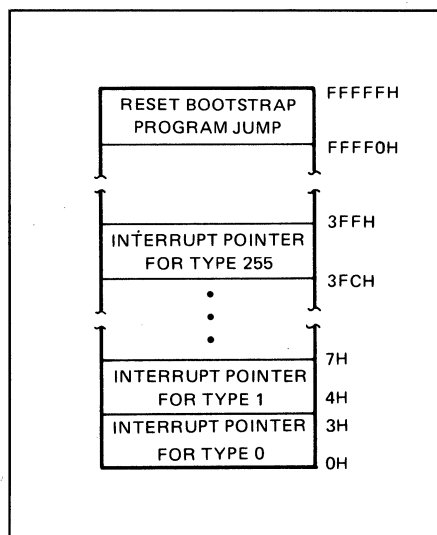 RESET BOOTSTRAP
PROGRAM JUMP
FFFFFH
FFFF0H
3FFH
INTERRUPT POINTER
FOR TYPE 255
3FCH
7H
INTERRUPT POINTER
FOR TYPE 1
4H
INTERRUPT POINTER
FOR TYPE 0
3H
0H